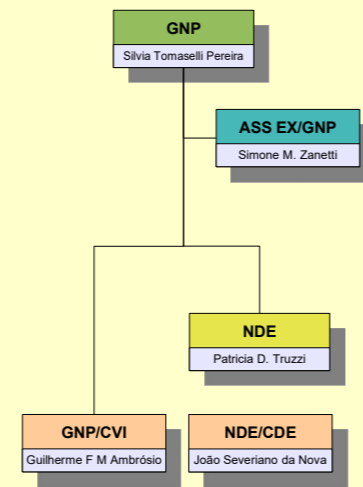 GNP
Silvia Tomaselli Pereira
ASS EX/GNP
Simone M. Zanetti
NDE
Patricia D. Truzzi
GNP/CVI
Guilherme F M Ambrósio
NDE/CDE
João Severiano da Nova